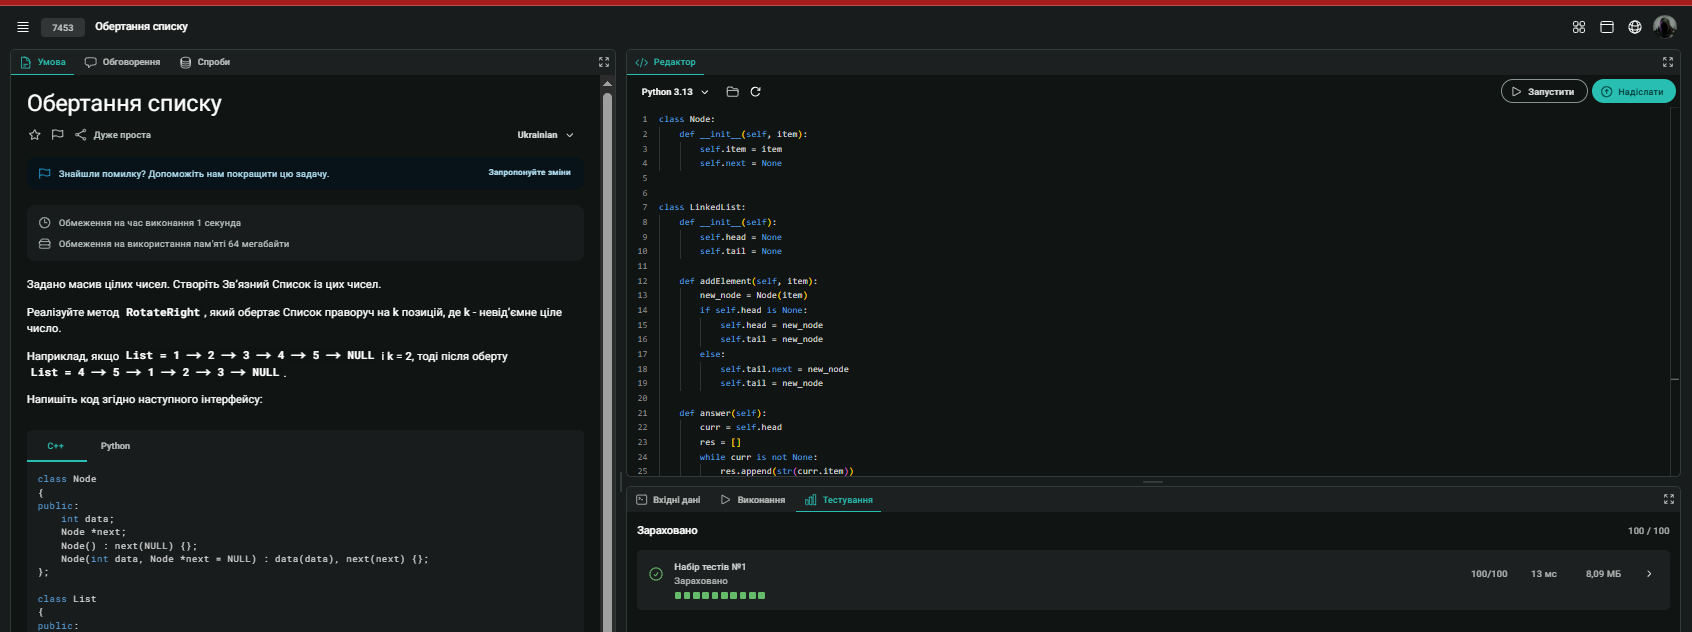 7453
Обертання списку
Умова
Обговорення
Спроби
Обертання списку
Дуже проста
Ukrainian
Знайшли помилку? Допоможіть нам покращити цю задачу.
Запропонуйте зміни
Обмеження на час виконання 1 секунда
Обмеження на використання пам'яті 64 мегабайти
Задано масив цілих чисел. Створіть Зв'язний Список із цих чисел.
Реалізуйте метод RotateRight , який обертає Список праворуч на k позицій, де k - невід'ємне ціле
число.
Наприклад, якщо List = 1 → 2 → 3 → 4 → 5 → NULL і k = 2, тоді після оберту
List = 4 → 5 → 1 → 2 → 3 → NULL .
Напишіть код згідно наступного інтерфейсу:
C++
Python
class Node
{
public:
    int data;
    Node *next;
    Node() : next(NULL) {};
    Node(int data, Node *next = NULL) : data(data), next(next) {};
};
class List
{
public:
Редактор
Python 3.13
Запустити
Надіслати
1 class Node:
2     def __init__(self, item):
3         self.item = item
4         self.next = None
5
6
7 class LinkedList:
8     def __init__(self):
9         self.head = None
10         self.tail = None
11
12     def addElement(self, item):
13         new_node = Node(item)
14         if self.head is None:
15             self.head = new_node
16             self.tail = new_node
17         else:
18             self.tail.next = new_node
19             self.tail = new_node
20
21     def answer(self):
22         curr = self.head
23         res = []
24         while curr is not None:
25             res.append(str(curr.item))
Вхідні дані
Виконання
Тестування
Зараховано
100 / 100
Набір тестів №1
Зараховано
100/100
13 мс
8,09 МБ